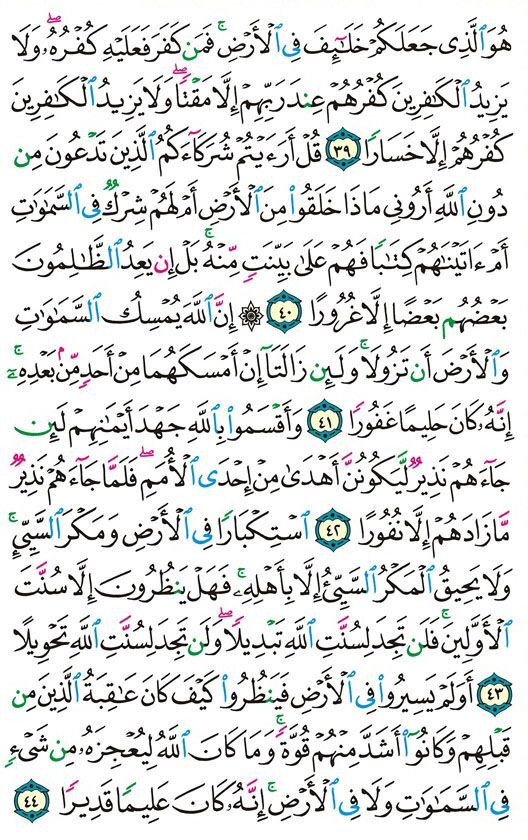 هُوَ ٱلَّذِى جَعَلَكُمْ خَلَـٰٓئِفَ فِى ٱلْأَرْضِ ۚ فَمَن كَفَرَ فَعَلَيْهِ كُفْرُهُۥ ۖ وَلَا
يَزِيدُ ٱلْكَـٰفِرِينَ كُفْرُهُمْ عِندَ رَبِّهِمْ إِلَّا مَقْتًا ۖ وَلَا يَزِيدُ ٱلْكَـٰفِرِينَ
كُفْرُهُمْ إِلَّا خَسَارًا ٣٩ قُلْ أَرَءَيْتُمْ شُرَكَآءَكُمُ ٱلَّذِينَ تَدْعُونَ مِن
دُونِ ٱللَّهِ أَرُونِى مَاذَا خَلَقُوا۟ مِنَ ٱلْأَرْضِ أَمْ لَهُمْ شِرْكٌ فِى ٱلسَّمَـٰوَٰتِ
أَمْ ءَاتَيْنَـٰهُمْ كِتَـٰبًا فَهُمْ عَلَىٰ بَيِّنَتٍ مِّنْهُ ۚ بَلْ إِن يَعِدُ ٱلظَّـٰلِمُونَ
بَعْضُهُم بَعْضًا إِلَّا غُرُورًا ٤٠ ۞ إِنَّ ٱللَّهَ يُمْسِكُ ٱلسَّمَـٰوَٰتِ
وَٱلْأَرْضَ أَن تَزُولَا ۚ وَلَئِن زَالَتَآ إِنْ أَمْسَكَهُمَا مِنْ أَحَدٍ مِّنۢ بَعْدِهِۦٓ ۚ
إِنَّهُۥ كَانَ حَلِيمًا غَفُورًا ٤١ وَأَقْسَمُوا۟ بِٱللَّهِ جَهْدَ أَيْمَـٰنِهِمْ لَئِن
جَآءَهُمْ نَذِيرٌ لَّيَكُونُنَّ أَهْدَىٰ مِنْ إِحْدَى ٱلْأُمَمِ ۖ فَلَمَّا جَآءَهُمْ نَذِيرٌ
مَّا زَادَهُمْ إِلَّا نُفُورًا ٤٢ ٱسْتِكْبَارًا فِى ٱلْأَرْضِ وَمَكْرَ ٱلسَّيِّئِ ۚ
وَلَا يَحِيقُ ٱلْمَكْرُ ٱلسَّيِّئُ إِلَّا بِأَهْلِهِۦ ۚ فَهَلْ يَنظُرُونَ إِلَّا سُنَّتَ
ٱلْأَوَّلِينَ ۚ فَلَن تَجِدَ لِسُنَّتِ ٱللَّهِ تَبْدِيلًا ۖ وَلَن تَجِدَ لِسُنَّتِ ٱللَّهِ تَحْوِيلًا
٤٣ أَوَلَمْ يَسِيرُوا۟ فِى ٱلْأَرْضِ فَيَنظُرُوا۟ كَيْفَ كَانَ عَـٰقِبَةُ ٱلَّذِينَ مِن
قَبْلِهِمْ وَكَانُوٓا۟ أَشَدَّ مِنْهُمْ قُوَّةً ۚ وَمَا كَانَ ٱللَّهُ لِيُعْجِزَهُۥ مِن شَىْءٍ
فِى ٱلسَّمَـٰوَٰتِ وَلَا فِى ٱلْأَرْضِ ۚ إِنَّهُۥ كَانَ عَلِيمًا قَدِيرًا ٤٤